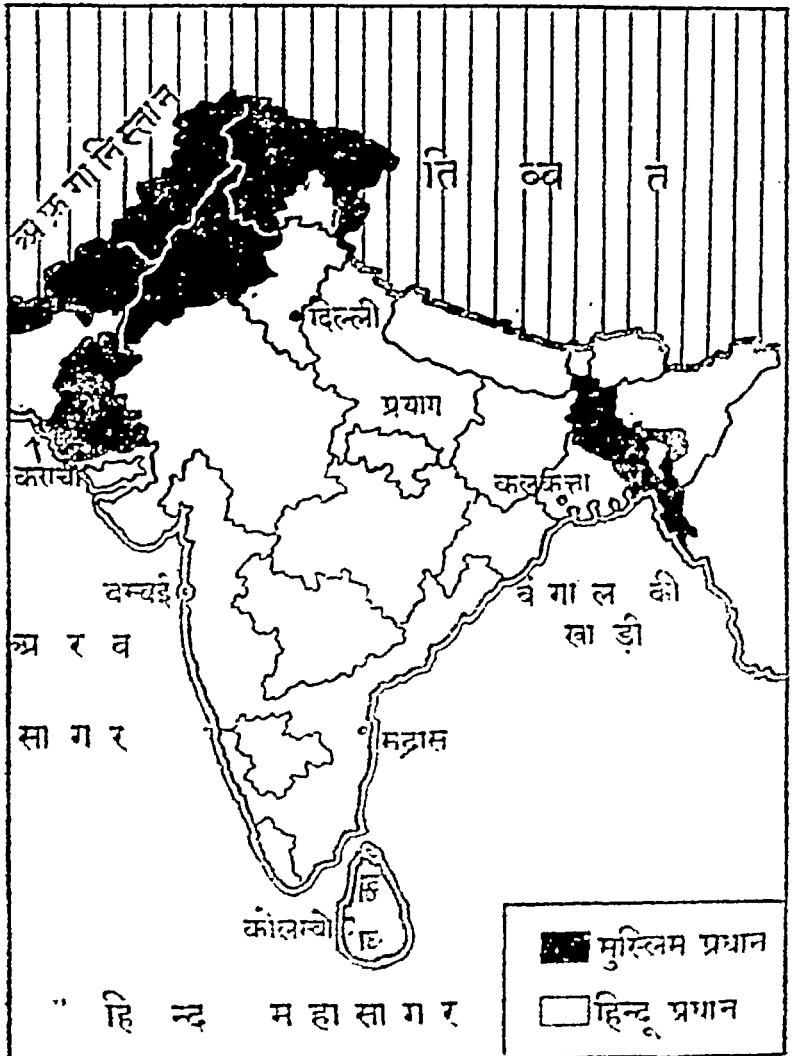 अफ़गानिस्तान
ति ब्ब त
दिल्ली
प्रयाग
कराची
कलकत्ता
बम्बई
बंगाल की
खाड़ी
अ र ब
सा ग र
मद्रास
कोलम्बो
मुस्लिम प्रधान
हिन्दू प्रधान
हि न्द म हा सा ग र